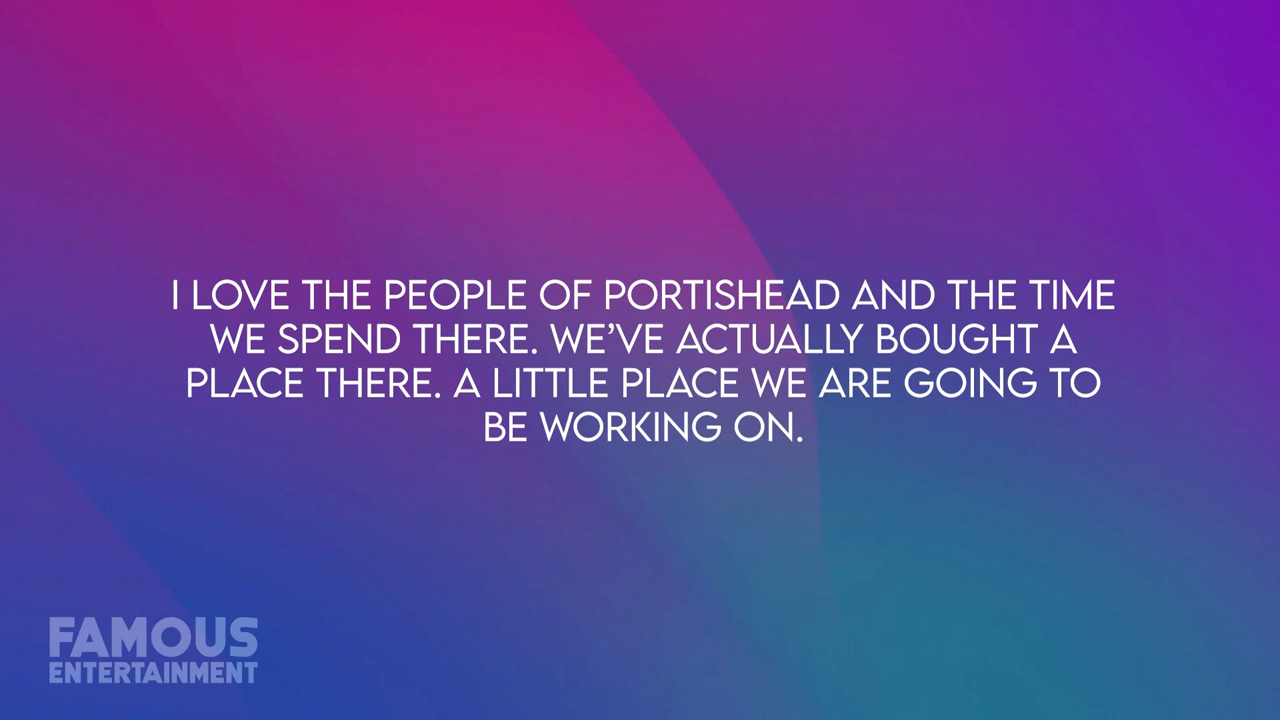 I LOVE THE PEOPLE OF PORTISHEAD AND THE TIME
WE SPEND THERE. WE'VE ACTUALLY BOUGHT A
PLACE THERE. A LITTLE PLACE WE ARE GOING TO
BE WORKING ON.
FAMOUS
ENTERTAINMENT